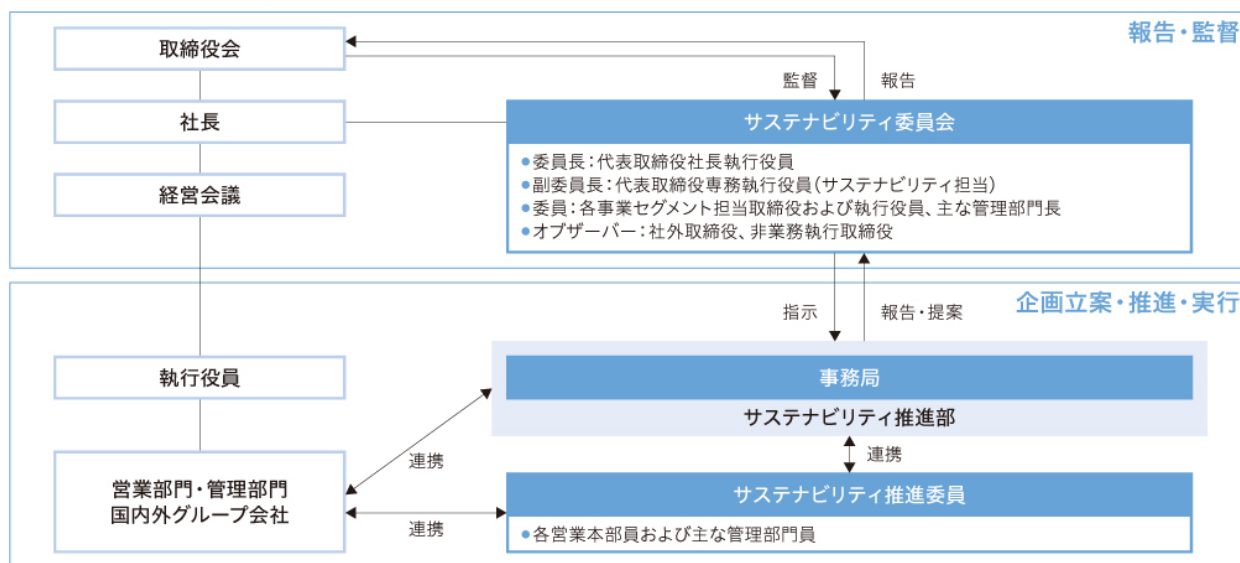 報告・監督
取締役会
監督
報告
社長
サステナビリティ委員会
●委員長：代表取締役社長執行役員
●副委員長：代表取締役専務執行役員（サステナビリティ担当）
●委員：各事業セグメント担当取締役および執行役員、主な管理部門長
●オブザーバー：社外取締役、非業務執行取締役
経営会議
企画立案・推進・実行
指示
報告・提案
執行役員
事務局
サステナビリティ推進部
連携
連携
営業部門・管理部門
国内外グループ会社
連携
サステナビリティ推進委員
●各営業本部員および主な管理部門員